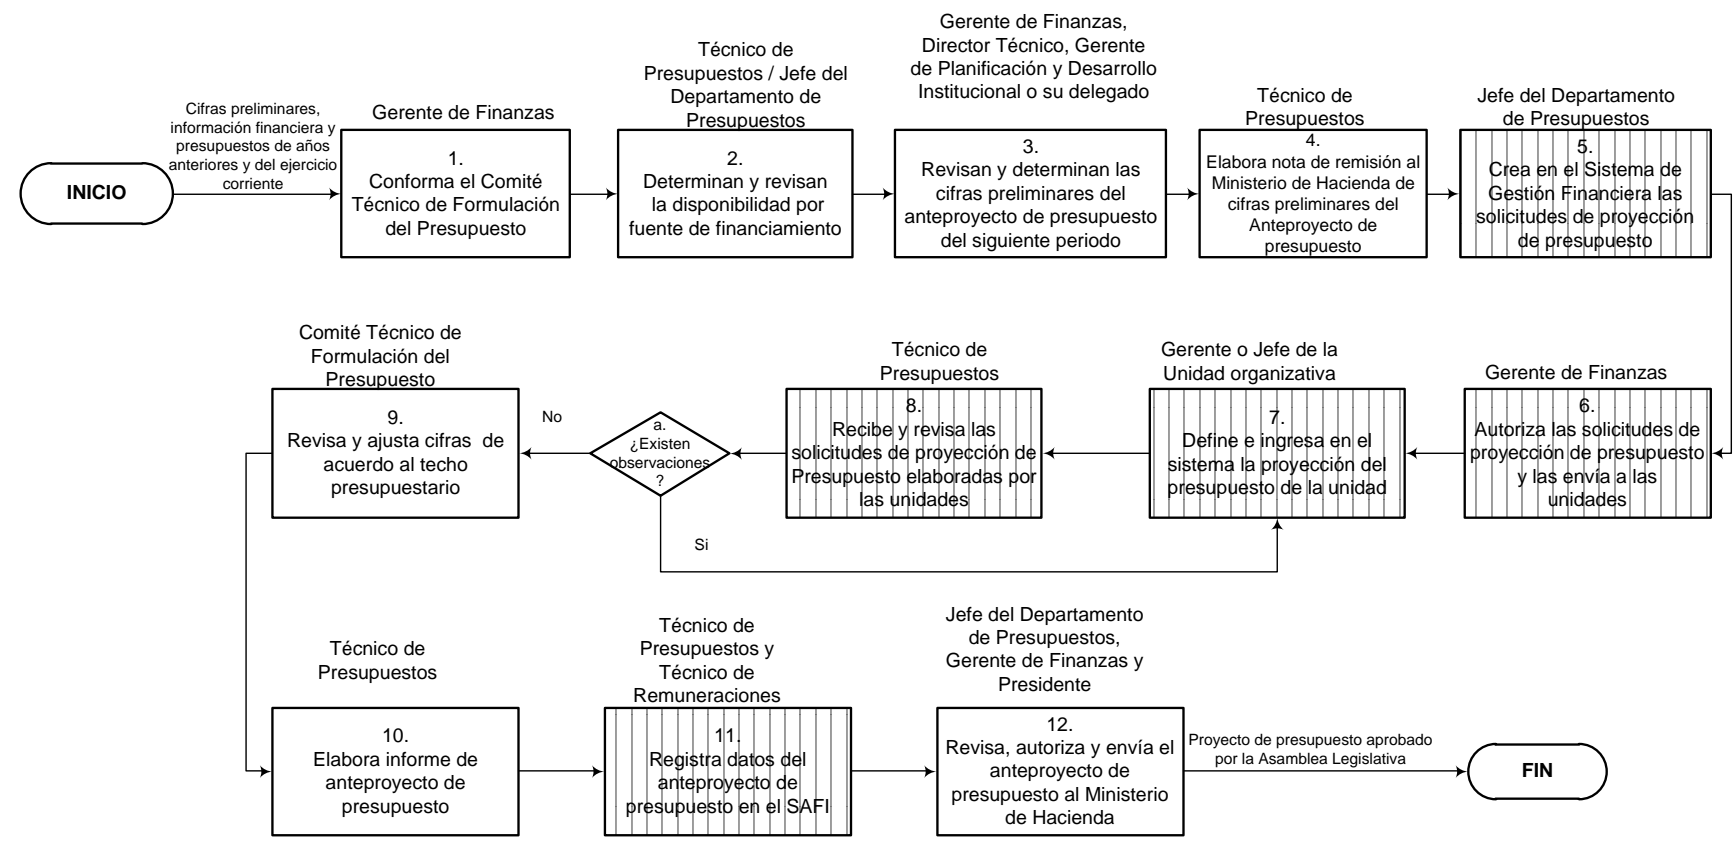 INICIO
Cifras preliminares,
información financiera y
presupuestos de años
anteriores y del ejercicio
corriente
Gerente de Finanzas
1.
Conforma el Comité
Técnico de Formulación
del Presupuesto
Técnico de
Presupuestos / Jefe del
Departamento de
Presupuestos
2.
Determinan y revisan
la disponibilidad por
fuente de financiamiento
Gerente de Finanzas,
Director Técnico, Gerente
de Planificación y Desarrollo
Institucional o su delegado
3.
Revisan y determinan las
cifras preliminares del
anteproyecto de presupuesto
del siguiente periodo
Técnico de
Presupuestos
4.
Elabora nota de remisión al
Ministerio de Hacienda de
cifras preliminares del
Anteproyecto de
presupuesto
Jefe del Departamento
de Presupuestos
5.
Crea en el Sistema de
Gestión Financiera las
solicitudes de proyección
de presupuesto
Gerente de Finanzas
6.
Autoriza las solicitudes de
proyección de presupuesto
y las envía a las
unidades
Gerente o Jefe de la
Unidad organizativa
7.
Define e ingresa en el
sistema la proyección del
presupuesto de la unidad
Técnico de
Presupuestos
8.
Recibe y revisa las
solicitudes de proyección de
Presupuesto elaboradas por
las unidades
a.
¿Existen
observaciones
?
No
Si
Comité Técnico de
Formulación del
Presupuesto
9.
Revisa y ajusta cifras de
acuerdo al techo
presupuestario
Técnico de
Presupuestos
10.
Elabora informe de
anteproyecto de
presupuesto
Técnico de
Presupuestos y
Técnico de
Remuneraciones
11.
Registra datos del
anteproyecto de
presupuesto en el SAFI
Jefe del Departamento
de Presupuestos,
Gerente de Finanzas y
Presidente
12.
Revisa, autoriza y envía el
anteproyecto de
presupuesto al Ministerio
de Hacienda
Proyecto de presupuesto aprobado
por la Asamblea Legislativa
FIN